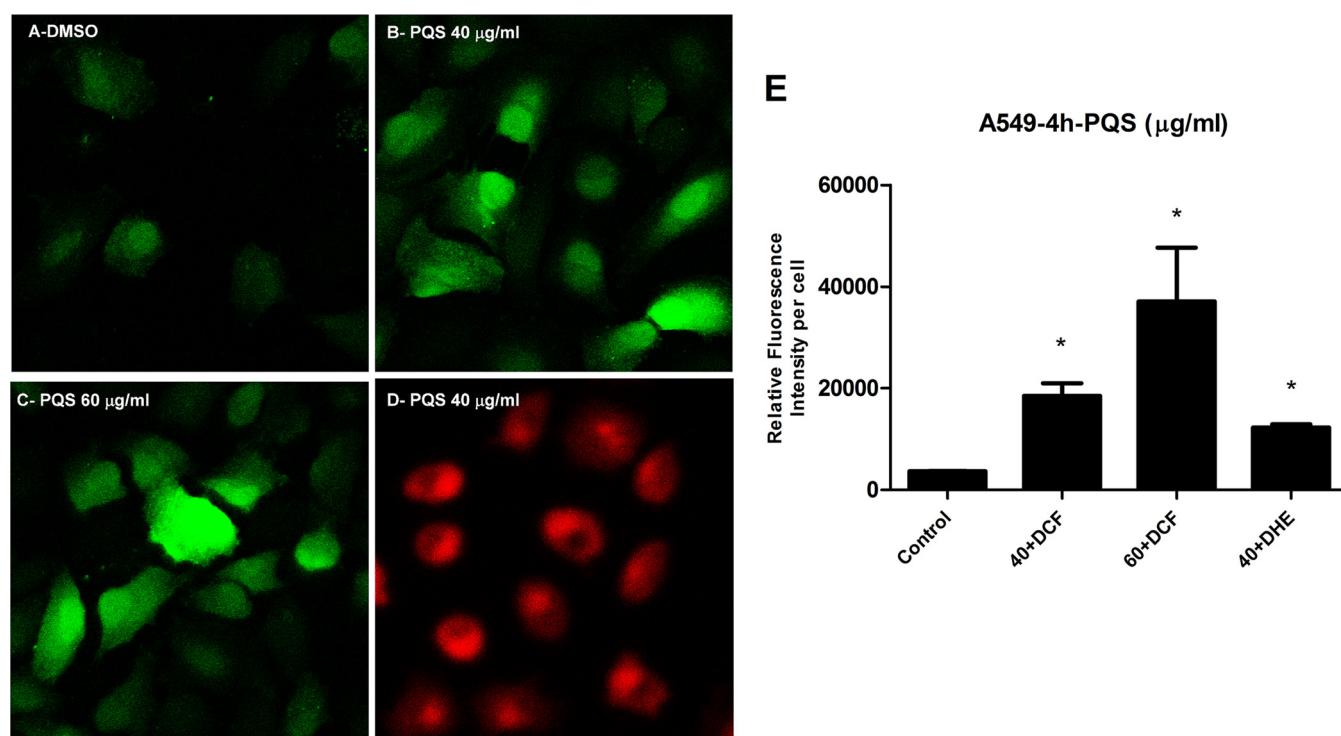 A-DMSO
B- PQS 40 μg/ml
C- PQS 60 μg/ml
D- PQS 40 μg/ml
E
A549-4h-PQS (μg/ml)
Relative Fluorescence
Intensity per cell
60000
40000
20000
0
*
*
*
Control
40+DCF
60+DCF
40+DHE